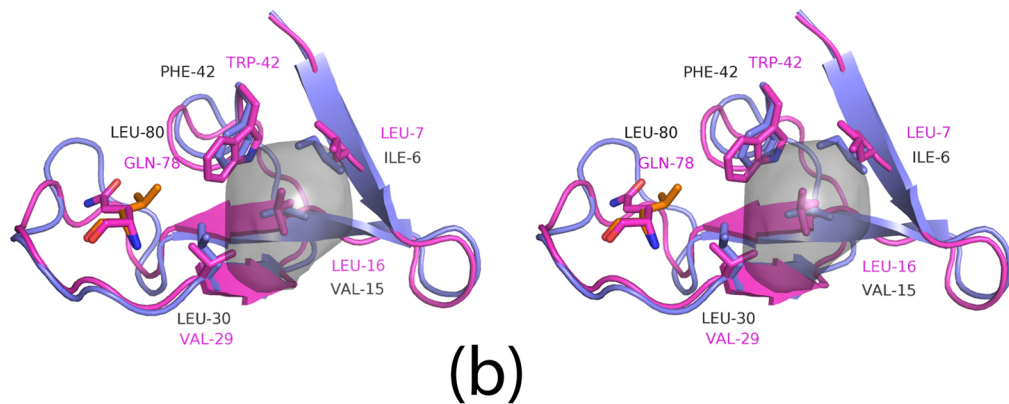 TRP-42 TRP-42
PHE-42 PHE-42
LEU-80 LEU-7 LEU-80 LEU-7
GLN-78 ILE-6 GLN-78 ILE-6
LEU-16 LEU-16
VAL-15 VAL-15
LEU-30 LEU-30
VAL-29 VAL-29
(b)